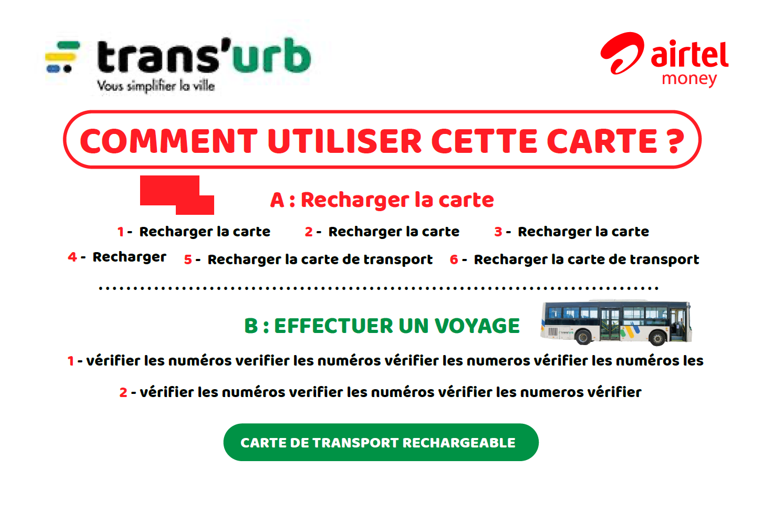 trans'urb
Vous simplifier la ville
airtel
money
COMMENT UTILISER CETTE CARTE ?
A : Recharger la carte
1 - Recharger la carte 2 - Recharger la carte 3 - Recharger la carte
4 - Recharger 5 - Recharger la carte de transport 6 - Recharger la carte de transport
B : EFFECTUER UN VOYAGE
1 - vérifier les numéros verifier les numéros vérifier les numeros vérifier les numéros les
2 - vérifier les numéros verifier les numéros vérifier les numeros vérifier
CARTE DE TRANSPORT RECHARGEABLE